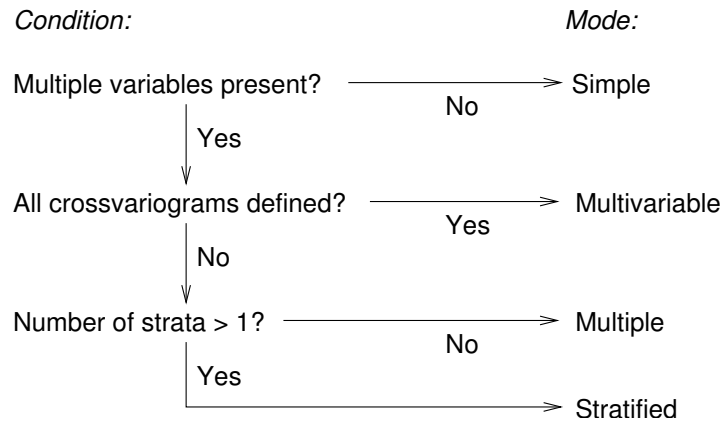 Condition: Mode:
Multiple variables present? Simple
No
Yes
All crossvariograms defined? Multivariable
Yes
No
Number of strata > 1? Multiple
No
Yes
Stratified